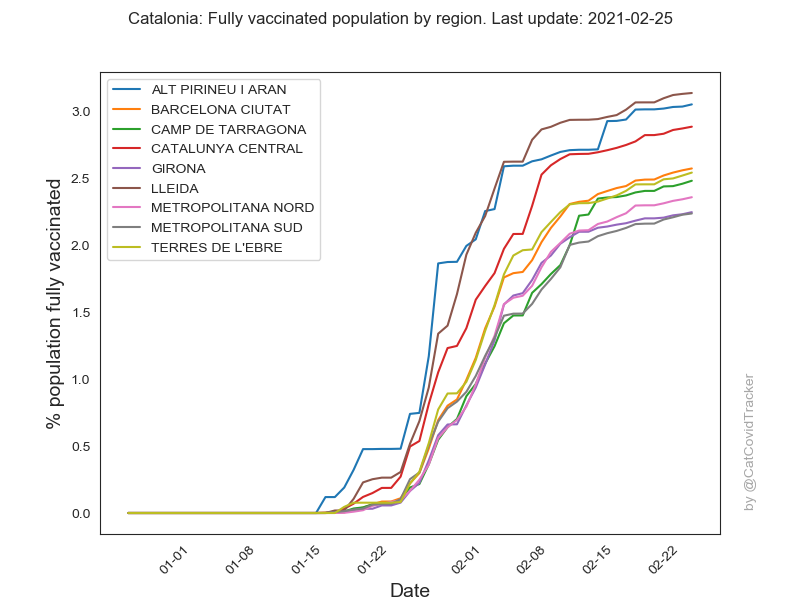 Catalonia: Fully vaccinated population by region. Last update: 2021-02-25
ALT PIRINEU I ARAN
BARCELONA CIUTAT
CAMP DE TARRAGONA
CATALUNYA CENTRAL
GIRONA
LLEIDA
METROPOLITANA NORD
METROPOLITANA SUD
TERRES DE L'EBRE
% population fully vaccinated
3.0
2.5
2.0
1.5
1.0
0.5
0.0
01-01
01-08
01-15
01-22
02-01
02-08
02-15
02-22
Date
by @CatCovidTracker